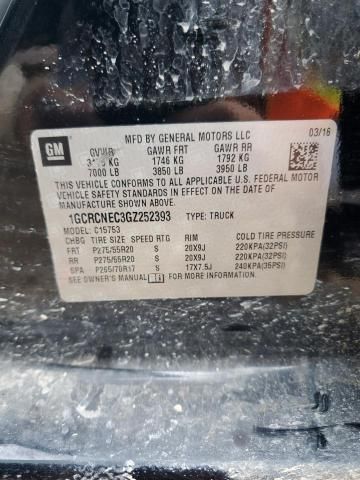 GM
MFD BY GENERAL MOTORS LLC
03/16
GVWR GAWR FRT GAWR RR
KG 1746 KG 1792 KG
7000 LB 3850 LB 3950 LB
THIS VEHICLE CONFORMS TO ALL APPLICABLE U.S. FEDERAL MOTOR
VEHICLE SAFETY STANDARDS IN EFFECT ON THE DATE OF
MANUFACTURE SHOWN ABOVE.
1GCRCNEC3GZ252393 TYPE: TRUCK
MODEL: C15753
CHBG TIRE SIZE SPEED RTG RIM COLD TIRE PRESSURE
FRT P275/55R20 S 20X9J 220KPA(32PSI)
RR P275/55R20 S 20X9J 220KPA(32PSI)
SPA P265/70R17 S 17X7.5J 240KPA(35PSI)
SEE OWNER'S MANUAL FOR ADDITIONAL INFORMATION.